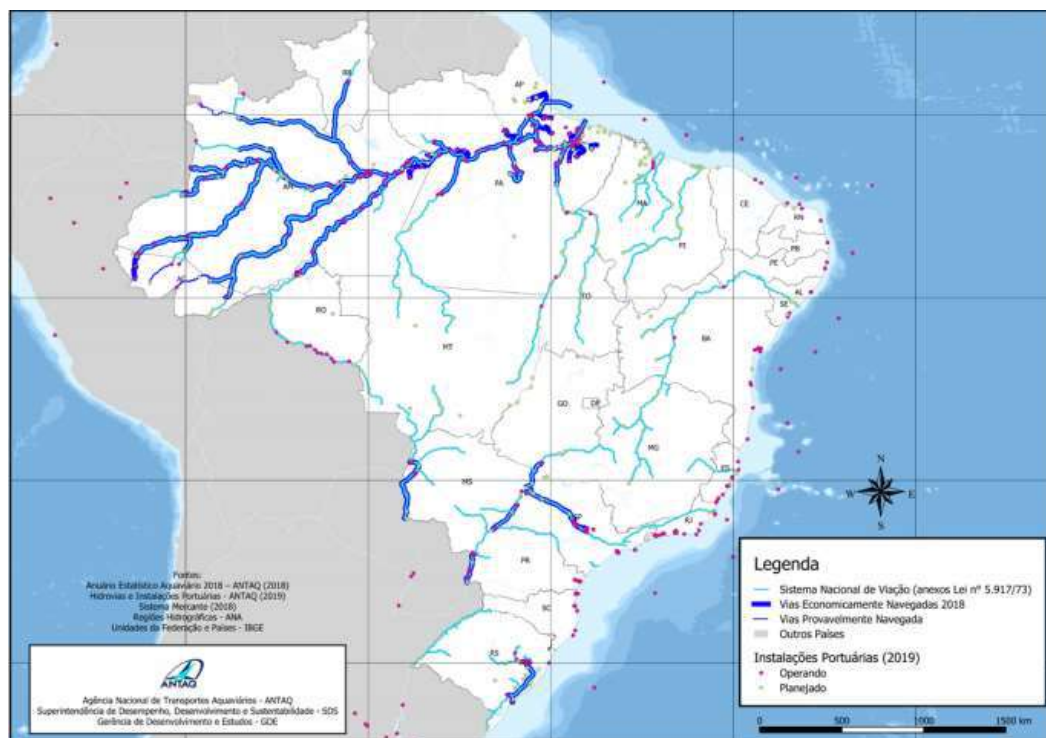 RR
AP
AM
PA
MA
CE
RN
PB
PE
AL
SE
PI
AC
TO
RO
BA
MT
GO
DF
MG
ES
MS
RJ
PR
SC
RS
N
W
E
S
Fontes:
Anuário Estatístico Aquaviário 2018 – ANTAQ (2018)
Hidrovias e Instalações Portuárias - ANTAQ (2019)
Sistema Mercante (2018)
Regiões Hidrográficas - ANA
Unidades da Federação e Países - IBGE
ANTAQ
Agência Nacional de Transportes Aquaviários - ANTAQ
Superintendência de Desempenho, Desenvolvimento e Sustentabilidade - SDS
Gerência de Desenvolvimento e Estudos - GDE
Legenda
Sistema Nacional de Viação (anexos Lei nº 5.917/73)
Vias Economicamente Navegadas 2018
Vias Provavelmente Navegada
Outros Países
Instalações Portuárias (2019)
Operando
Planejado
0 500 1000 1500 km